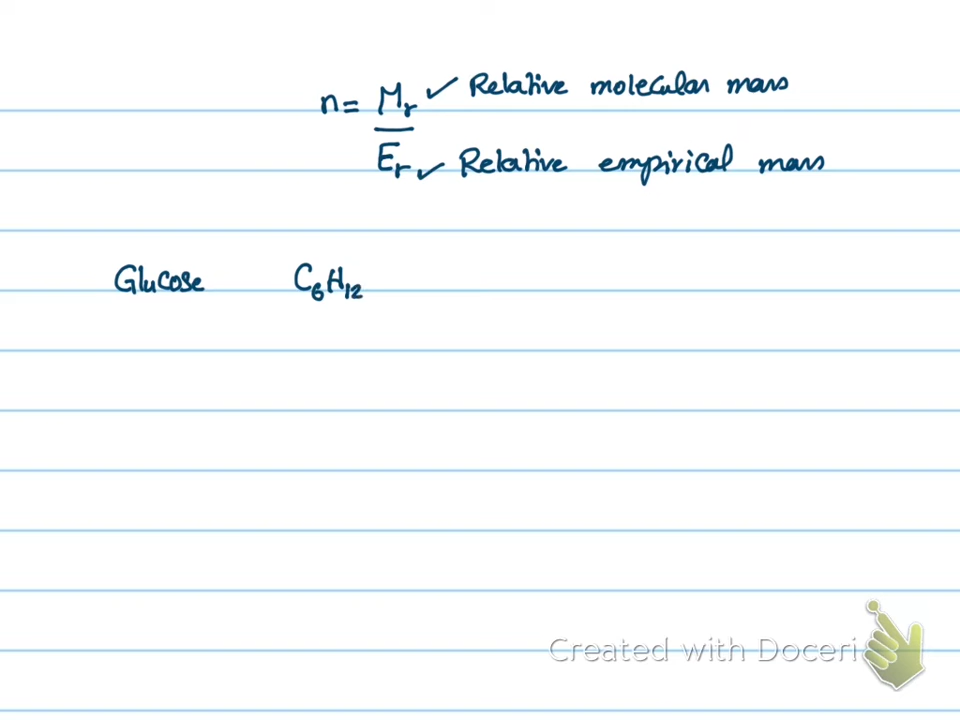 n = Mr ✓ Relative molecular mass
Er ✓ Relative empirical mass
Glucose C6H12
Created with Doceri